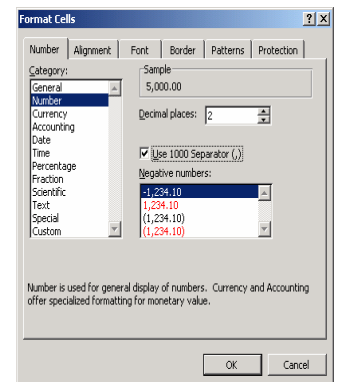 Format Cells
? X
Number Alignment Font Border Patterns Protection
Category:
General
Number
Currency
Accounting
Date
Time
Percentage
Fraction
Scientific
Text
Special
Custom
Sample
5,000.00
Decimal places: 2
Use 1000 Separator (,)
Negative numbers:
-1,234.10
1,234.10
(1,234.10)
(1,234.10)
Number is used for general display of numbers. Currency and Accounting
offer specialized formatting for monetary value.
OK Cancel